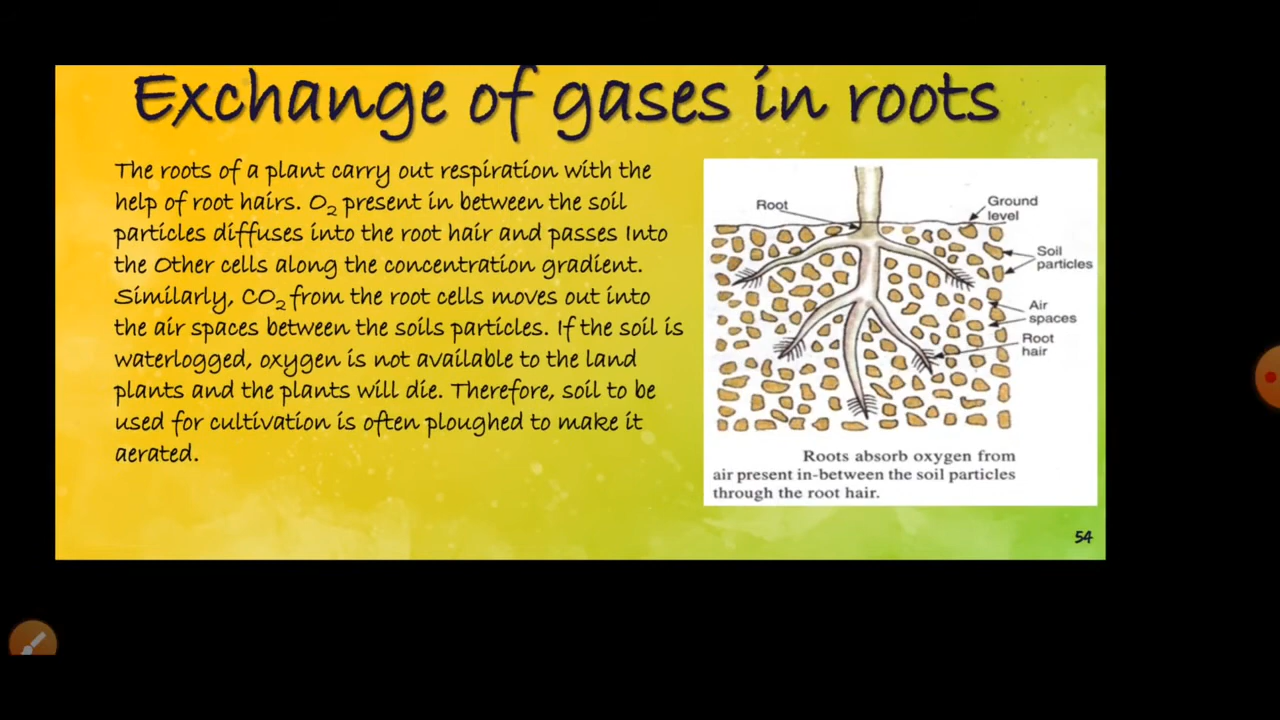 Exchange of gases in roots
The roots of a plant carry out respiration with the
help of root hairs. O₂ present in between the soil
particles diffuses into the root hair and passes Into
the Other cells along the concentration gradient.
Similarly, CO₂ from the root cells moves out into
the air spaces between the soils particles. If the soil is
waterlogged, oxygen is not available to the land
plants and the plants will die. Therefore, soil to be
used for cultivation is often ploughed to make it
aerated.
Root
Ground
level
Soil
particles
Air
spaces
Root
hair
Roots absorb oxygen from
air present in-between the soil particles
through the root hair.
54